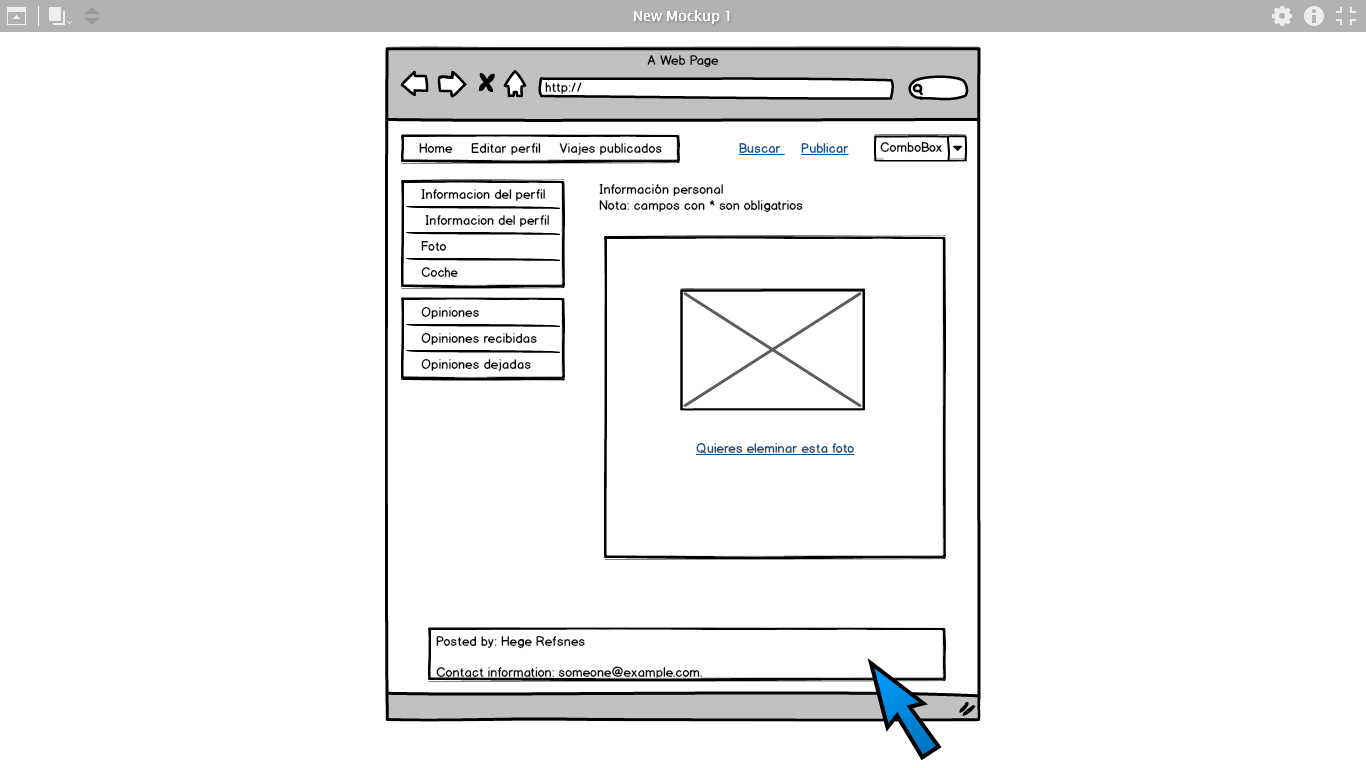 New Mockup 1
A Web Page
http://
Home Editar perfil Viajes publicados Buscar Publicar ComboBox
Informacion del perfil
Informacion del perfil
Foto
Coche
Opiniones
Opiniones recibidas
Opiniones dejadas
Información personal
Nota: campos con * son obligatrios
Quieres eleminar esta foto
Posted by: Hege Refsnes
Contact information: someone@example.com.